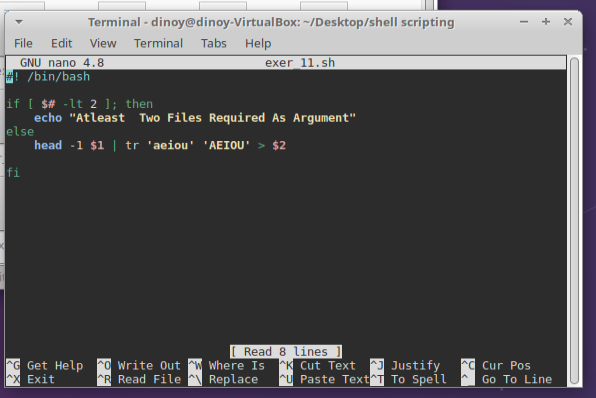 Terminal - dinoy@dinoy-VirtualBox: ~/Desktop/shell scripting
File Edit View Terminal Tabs Help
GNU nano 4.8 exer_11.sh
#! /bin/bash
if [ $# -lt 2 ]; then
echo "Atleast  Two Files Required As Argument"
else
head -1 $1 | tr 'aeiou' 'AEIOU' > $2
fi
[ Read 8 lines ]
^G Get Help ^O Write Out ^W Where Is ^K Cut Text ^J Justify ^C Cur Pos
^X Exit ^R Read File ^\ Replace ^U Paste Text ^T To Spell ^_ Go To Line